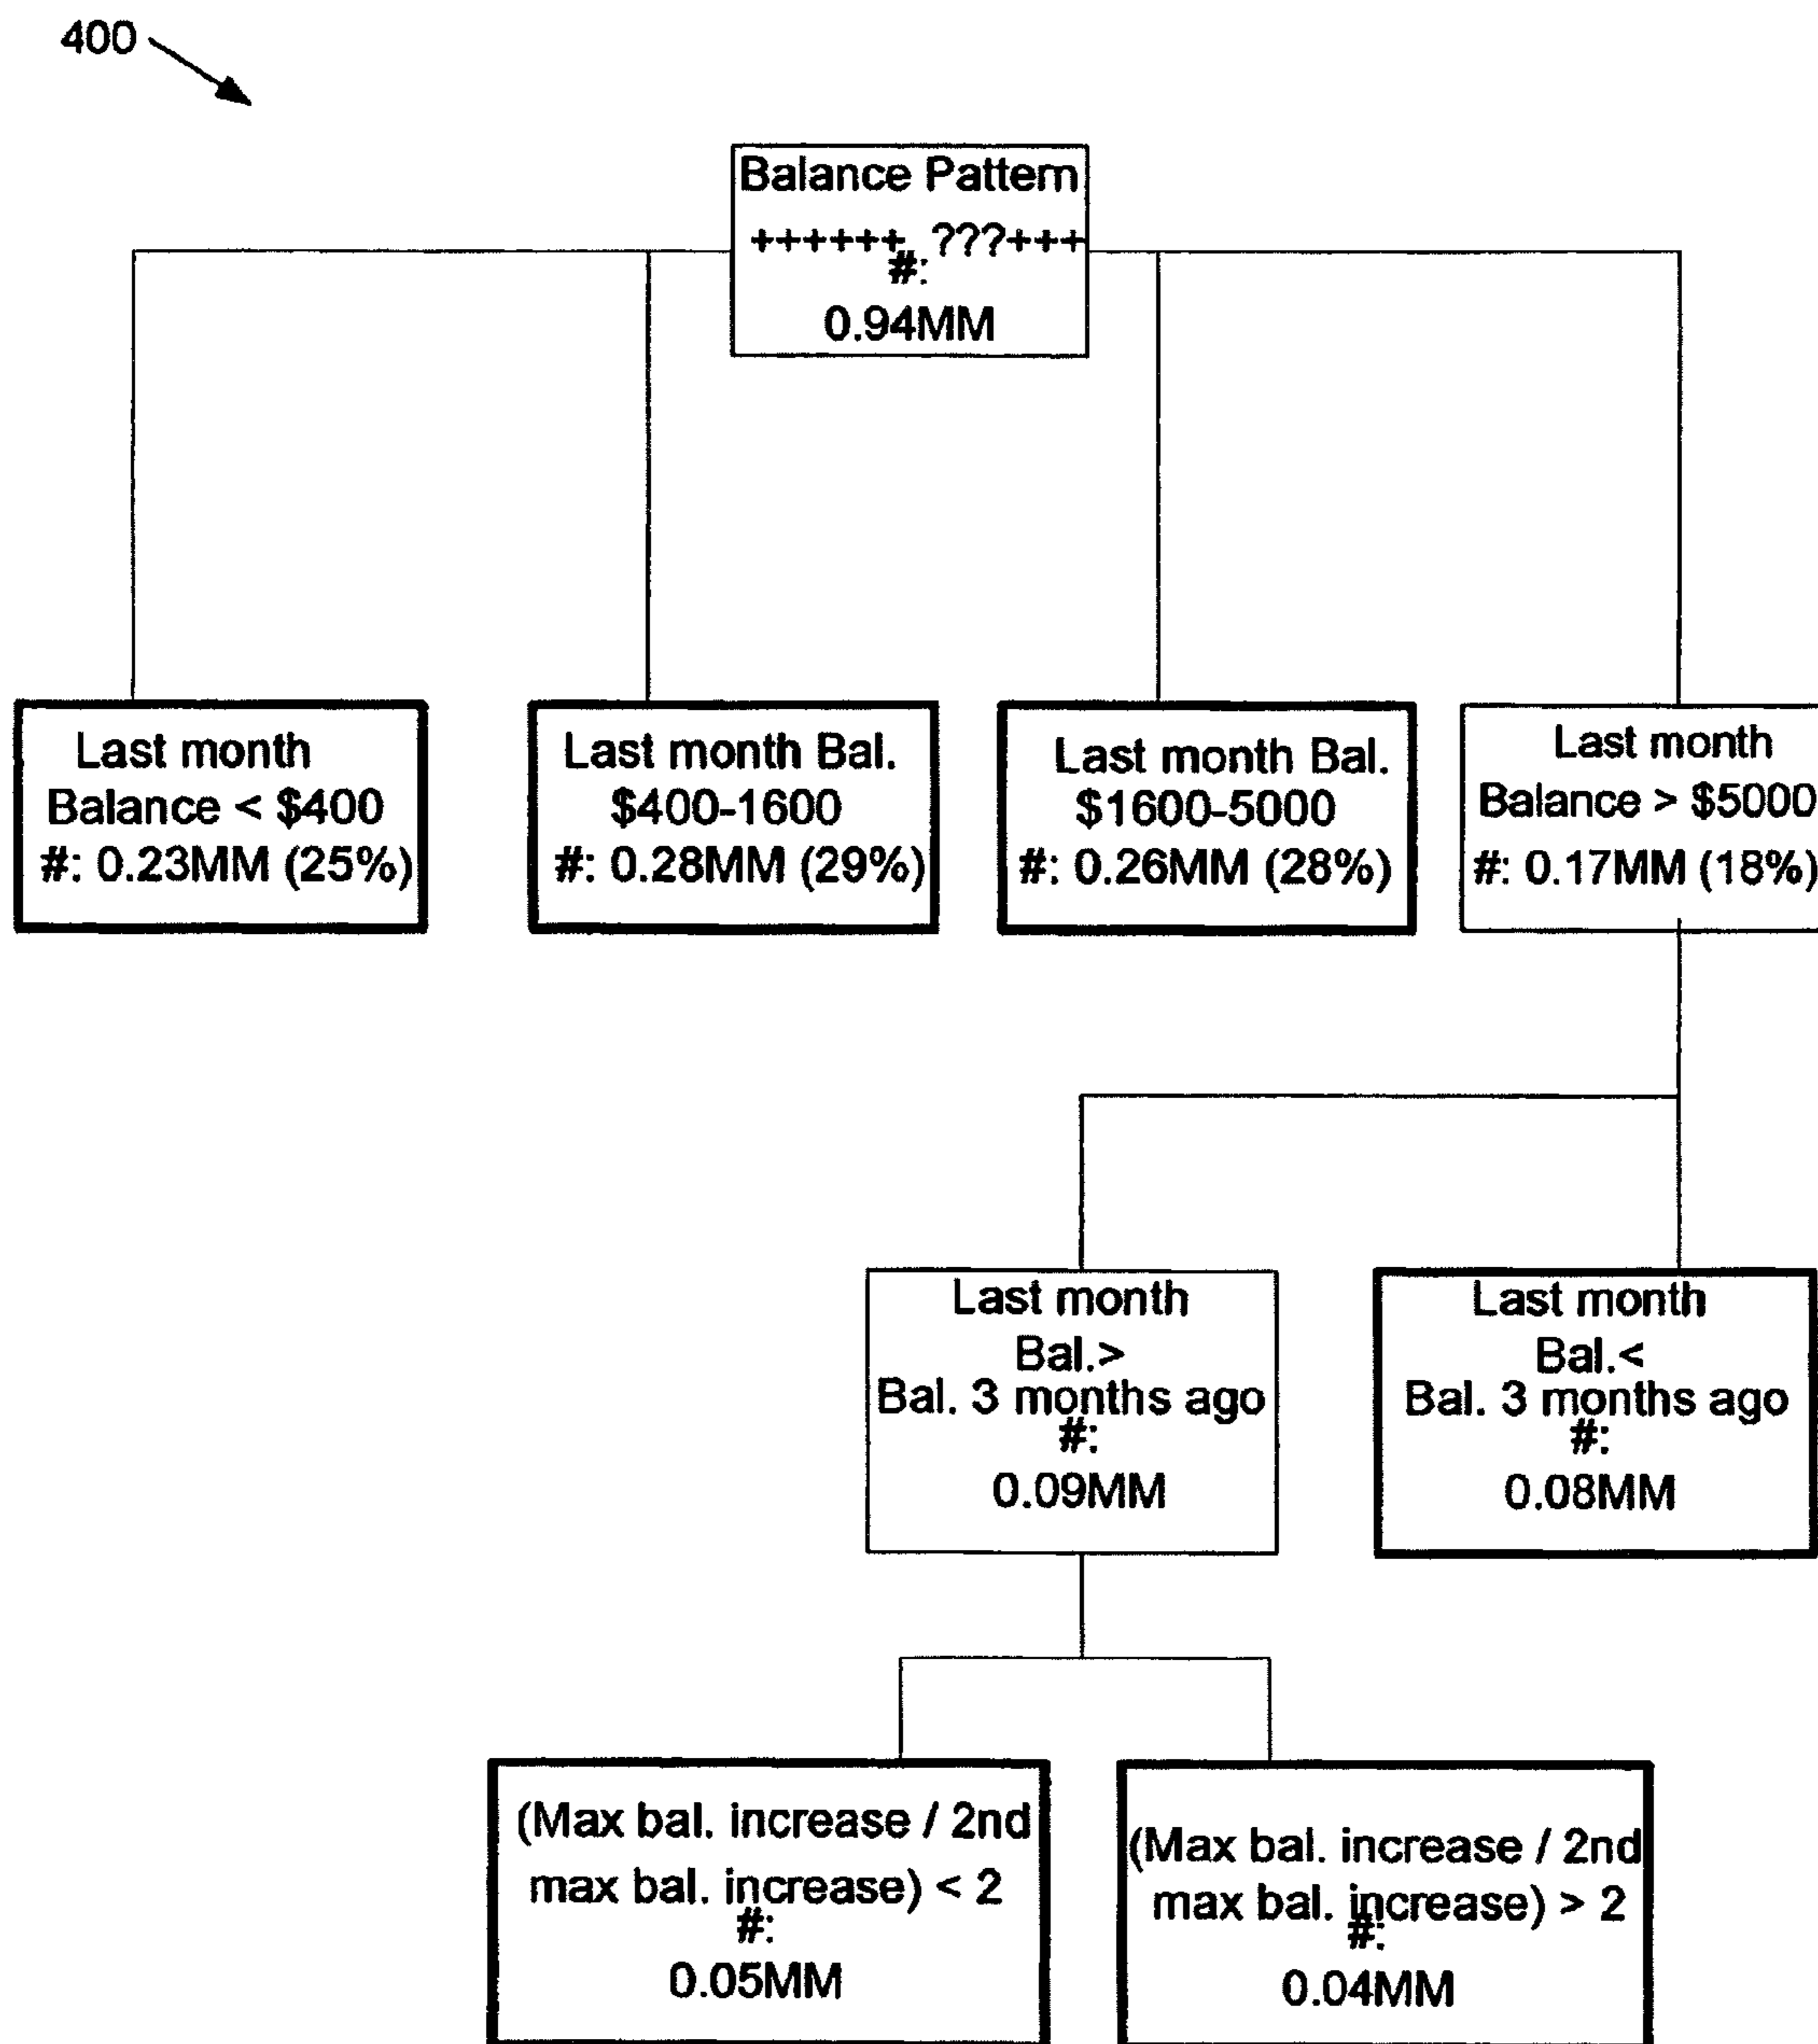 400
Balance Pattern
++++++, ???+++
#:
0.94MM
Last month
Balance < $400
#: 0.23MM (25%)
Last month Bal.
$400-1600
#: 0.28MM (29%)
Last month Bal.
$1600-5000
#: 0.26MM (28%)
Last month
Balance > $5000
#: 0.17MM (18%)
Last month
Bal.>
Bal. 3 months ago
#:
0.09MM
Last month
Bal.<
Bal. 3 months ago
#:
0.08MM
(Max bal. increase / 2nd
max bal. increase) < 2
#:
0.05MM
(Max bal. increase / 2nd
max bal. increase) > 2
#:
0.04MM